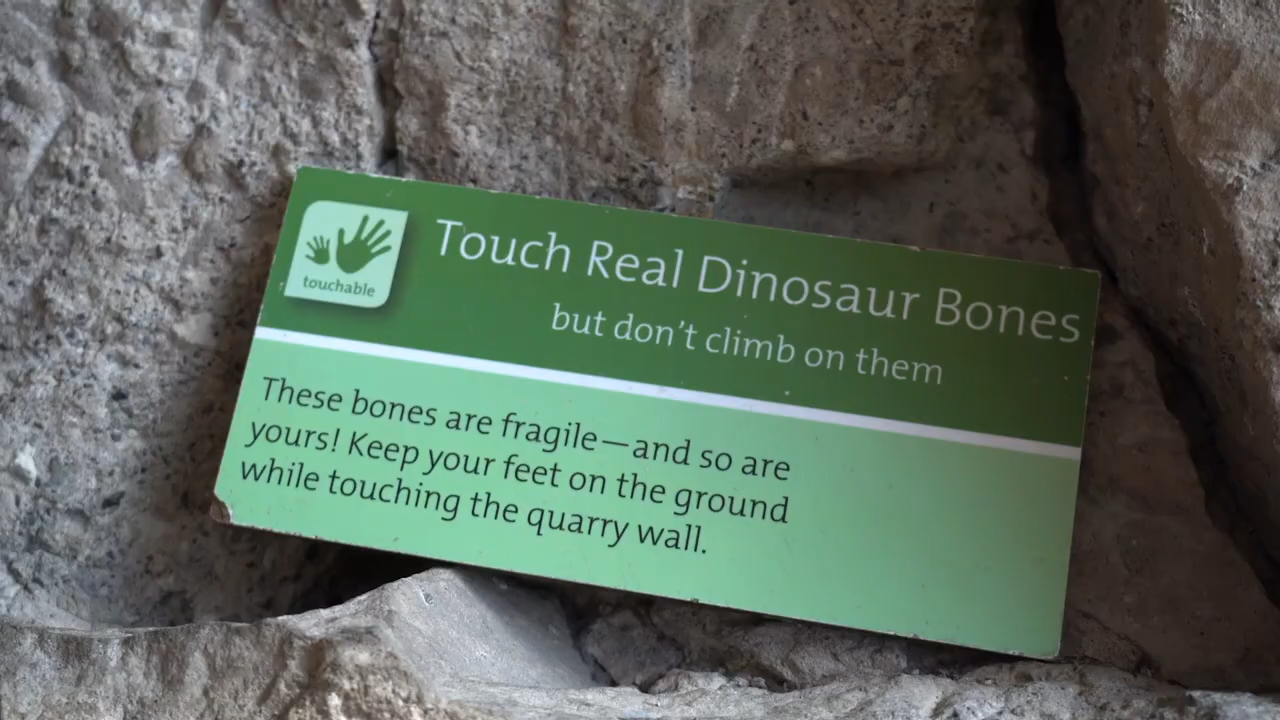 touchable
Touch Real Dinosaur Bones
but don’t climb on them
These bones are fragile—and so are
yours! Keep your feet on the ground
while touching the quarry wall.